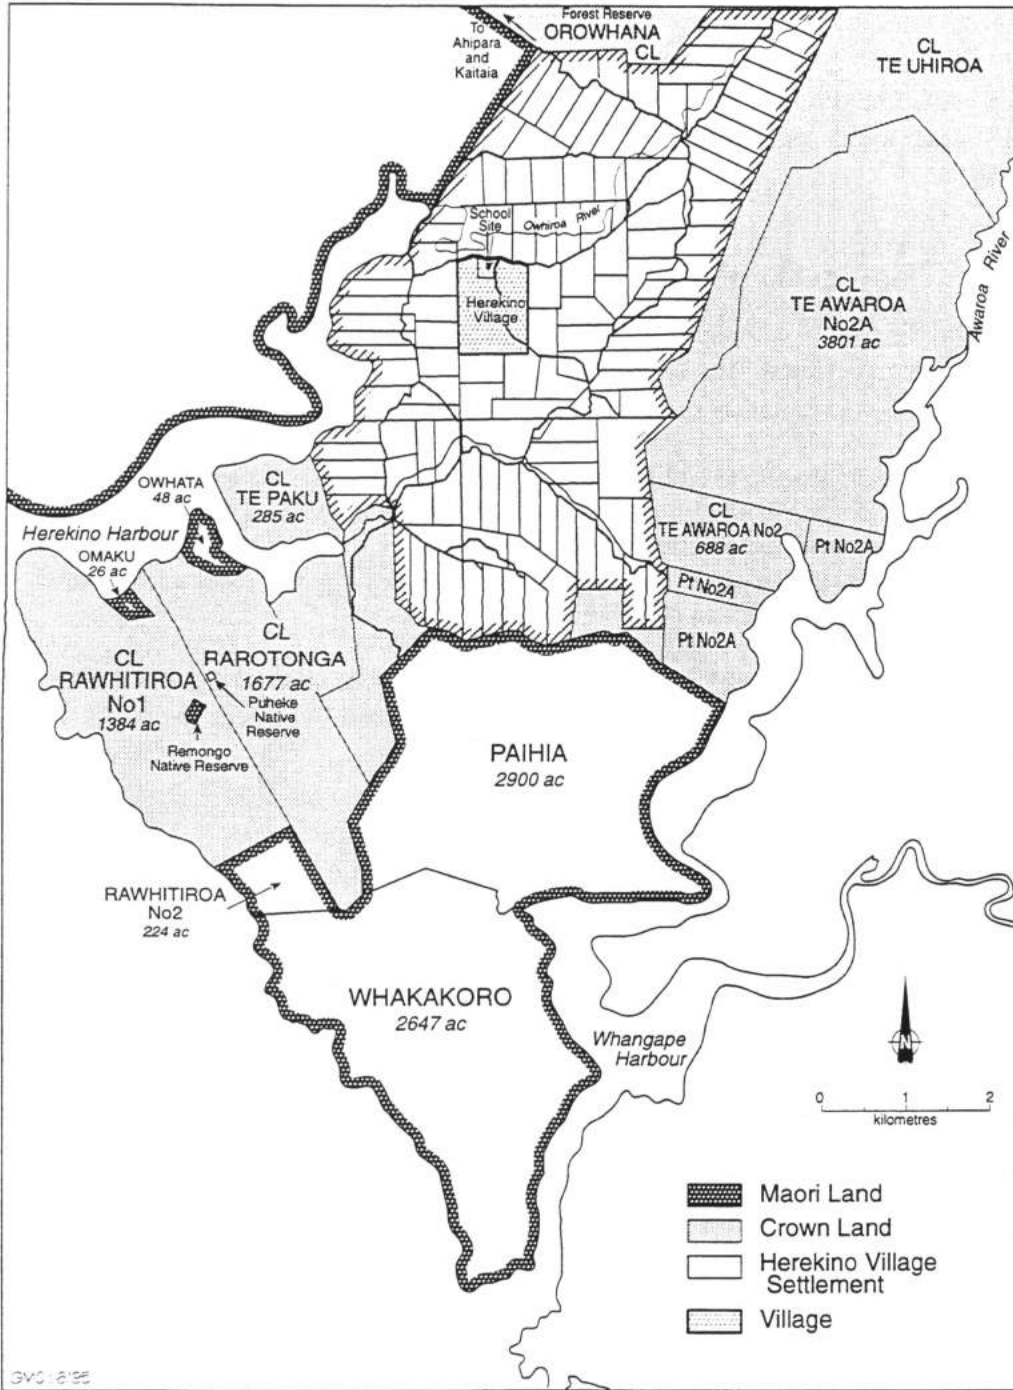 Forest Reserve
OROWHANA
CL
To
Ahipara
and
Kaitaia
CL
TE UHIROA
School
Site
Owhiroa River
Herekino
Village
CL
TE AWAROA
No2A
3801 ac
Awaroa River
OWHATA
48 ac
CL
TE PAKU
285 ac
Herekino Harbour
OMAKU
26 ac
CL
TE AWAROA No2
688 ac
Pt No2A
Pt No2A
Pt No2A
CL
RAROTONGA
1677 ac
CL
RAWHITIROA
No1
1384 ac
Puheke
Native
Reserve
Remongo
Native Reserve
PAIHIA
2900 ac
RAWHITIROA
No2
224 ac
WHAKAKORO
2647 ac
Whangape
Harbour
N
0 1 2
kilometres
Maori Land
Crown Land
Herekino Village
Settlement
Village